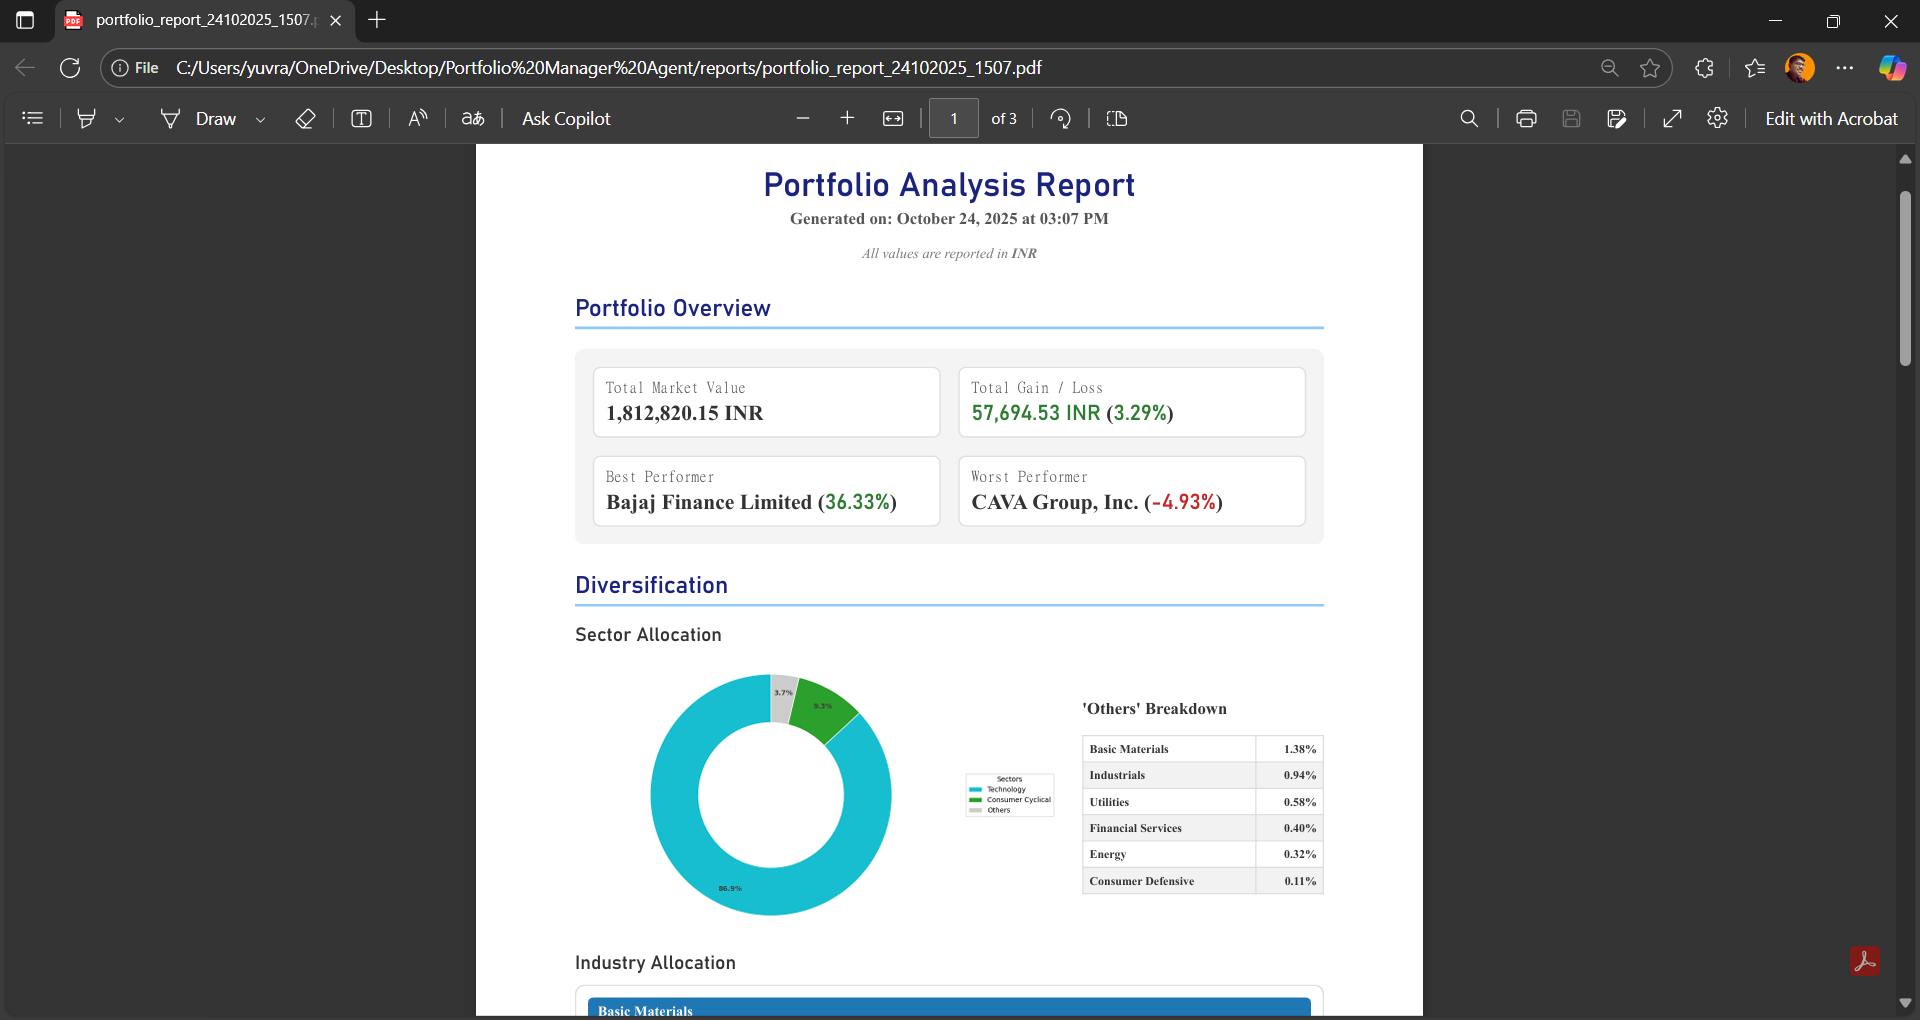 portfolio_report_24102025_1507.p
File C:/Users/yuvra/OneDrive/Desktop/Portfolio%20Manager%20Agent/reports/portfolio_report_24102025_1507.pdf
Draw
aあ
Ask Copilot
1 of 3
Edit with Acrobat
Portfolio Analysis Report
Generated on: October 24, 2025 at 03:07 PM
All values are reported in INR
Portfolio Overview
Total Market Value
1,812,820.15 INR
Total Gain / Loss
57,694.53 INR (3.29%)
Best Performer
Bajaj Finance Limited (36.33%)
Worst Performer
CAVA Group, Inc. (-4.93%)
Diversification
Sector Allocation
3.7%
9.3%
86.9%
Sectors
Technology
Consumer Cyclical
Others
'Others' Breakdown
Basic Materials 1.38%
Industrials 0.94%
Utilities 0.58%
Financial Services 0.40%
Energy 0.32%
Consumer Defensive 0.11%
Industry Allocation
Basic Materials